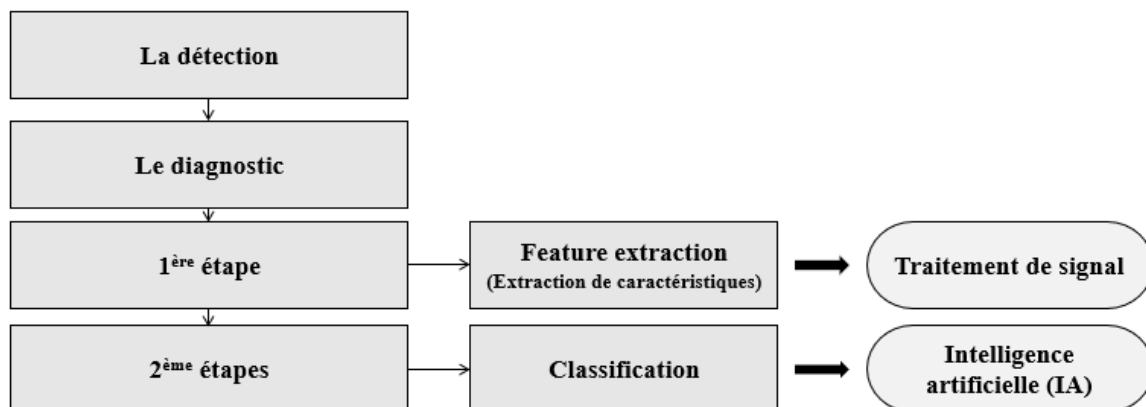 La détection
Le diagnostic
1ère étape
Feature extraction
(Extraction de caractéristiques)
Traitement de signal
2ème étapes
Classification
Intelligence
artificielle (IA)